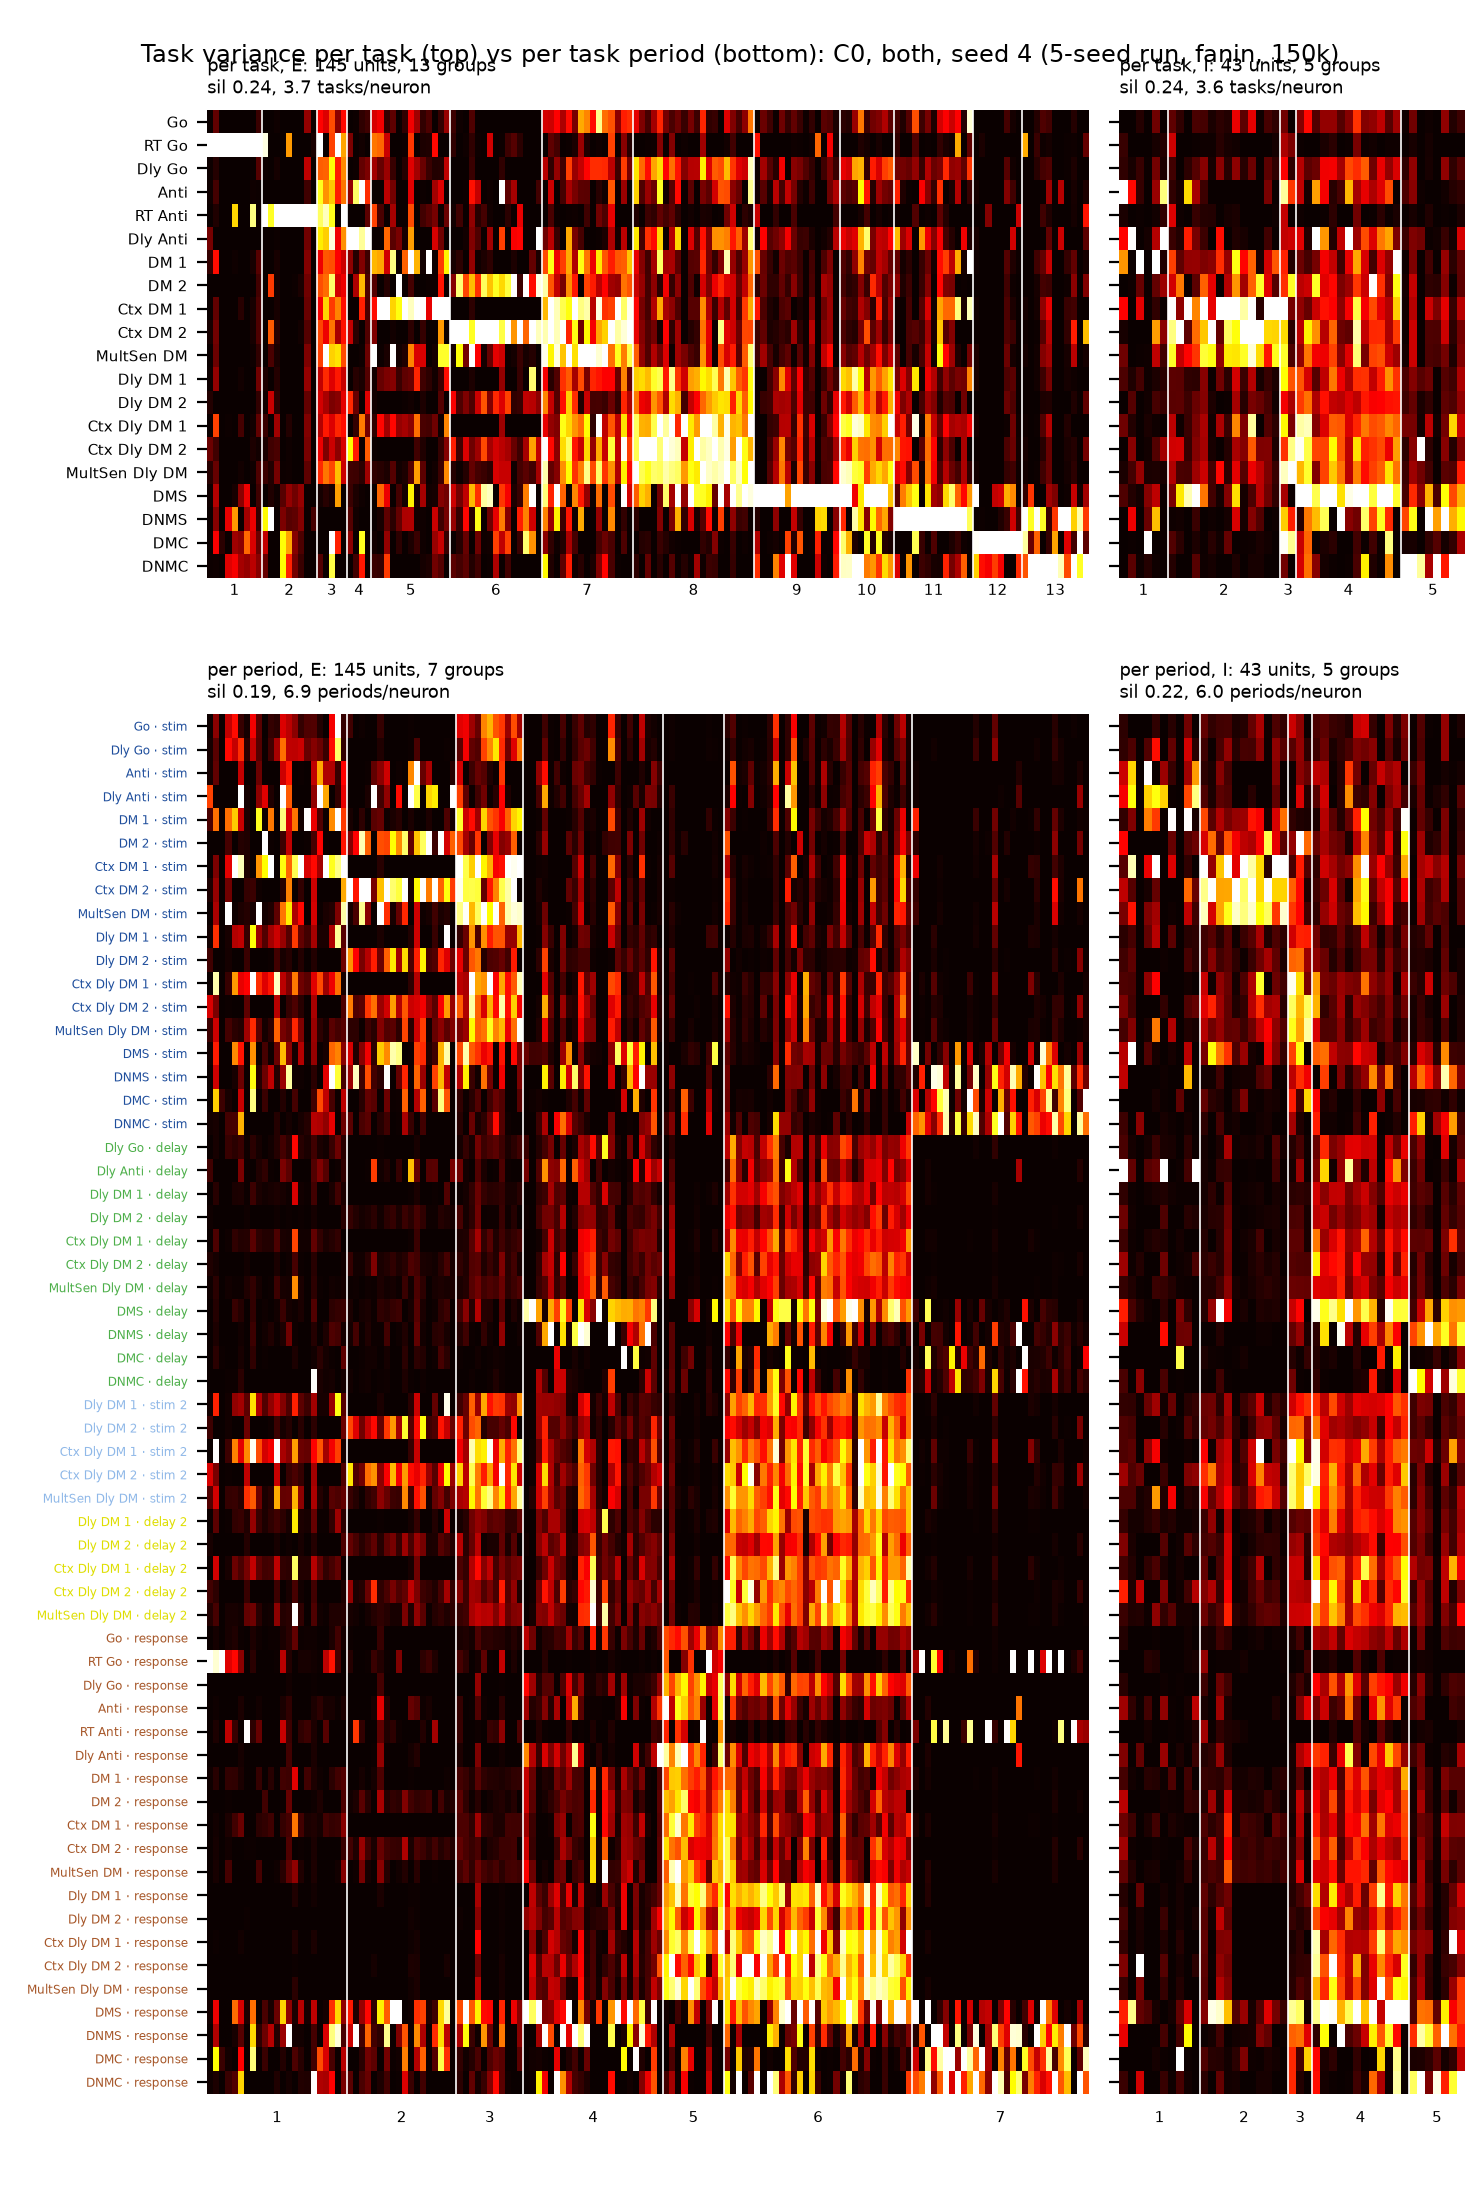 Task variance per task (top) vs per task period (bottom): C0, both, seed 4 (5-seed run, fanin, 150k)
per task, E: 145 units, 13 groups
sil 0.24, 3.7 tasks/neuron
per task, I: 43 units, 5 groups
sil 0.24, 3.6 tasks/neuron
Go
RT Go
Dly Go
Anti
RT Anti
Dly Anti
DM 1
DM 2
Ctx DM 1
Ctx DM 2
MultSen DM
Dly DM 1
Dly DM 2
Ctx Dly DM 1
Ctx Dly DM 2
MultSen Dly DM
DMS
DNMS
DMC
DNMC
1 2 3 4 5 6 7 8 9 10 11 12 13
1 2 3 4 5
per period, E: 145 units, 7 groups
sil 0.19, 6.9 periods/neuron
per period, I: 43 units, 5 groups
sil 0.22, 6.0 periods/neuron
Go · stim
Dly Go · stim
Anti · stim
Dly Anti · stim
DM 1 · stim
DM 2 · stim
Ctx DM 1 · stim
Ctx DM 2 · stim
MultSen DM · stim
Dly DM 1 · stim
Dly DM 2 · stim
Ctx Dly DM 1 · stim
Ctx Dly DM 2 · stim
MultSen Dly DM · stim
DMS · stim
DNMS · stim
DMC · stim
DNMC · stim
Dly Go · delay
Dly Anti · delay
Dly DM 1 · delay
Dly DM 2 · delay
Ctx Dly DM 1 · delay
Ctx Dly DM 2 · delay
MultSen Dly DM · delay
DMS · delay
DNMS · delay
DMC · delay
DNMC · delay
Dly DM 1 · stim 2
Dly DM 2 · stim 2
Ctx Dly DM 1 · stim 2
Ctx Dly DM 2 · stim 2
MultSen Dly DM · stim 2
Dly DM 1 · delay 2
Dly DM 2 · delay 2
Ctx Dly DM 1 · delay 2
Ctx Dly DM 2 · delay 2
MultSen Dly DM · delay 2
Go · response
RT Go · response
Dly Go · response
Anti · response
RT Anti · response
Dly Anti · response
DM 1 · response
DM 2 · response
Ctx DM 1 · response
Ctx DM 2 · response
MultSen DM · response
Dly DM 1 · response
Dly DM 2 · response
Ctx Dly DM 1 · response
Ctx Dly DM 2 · response
MultSen Dly DM · response
DMS · response
DNMS · response
DMC · response
DNMC · response
1 2 3 4 5 6 7
1 2 3 4 5